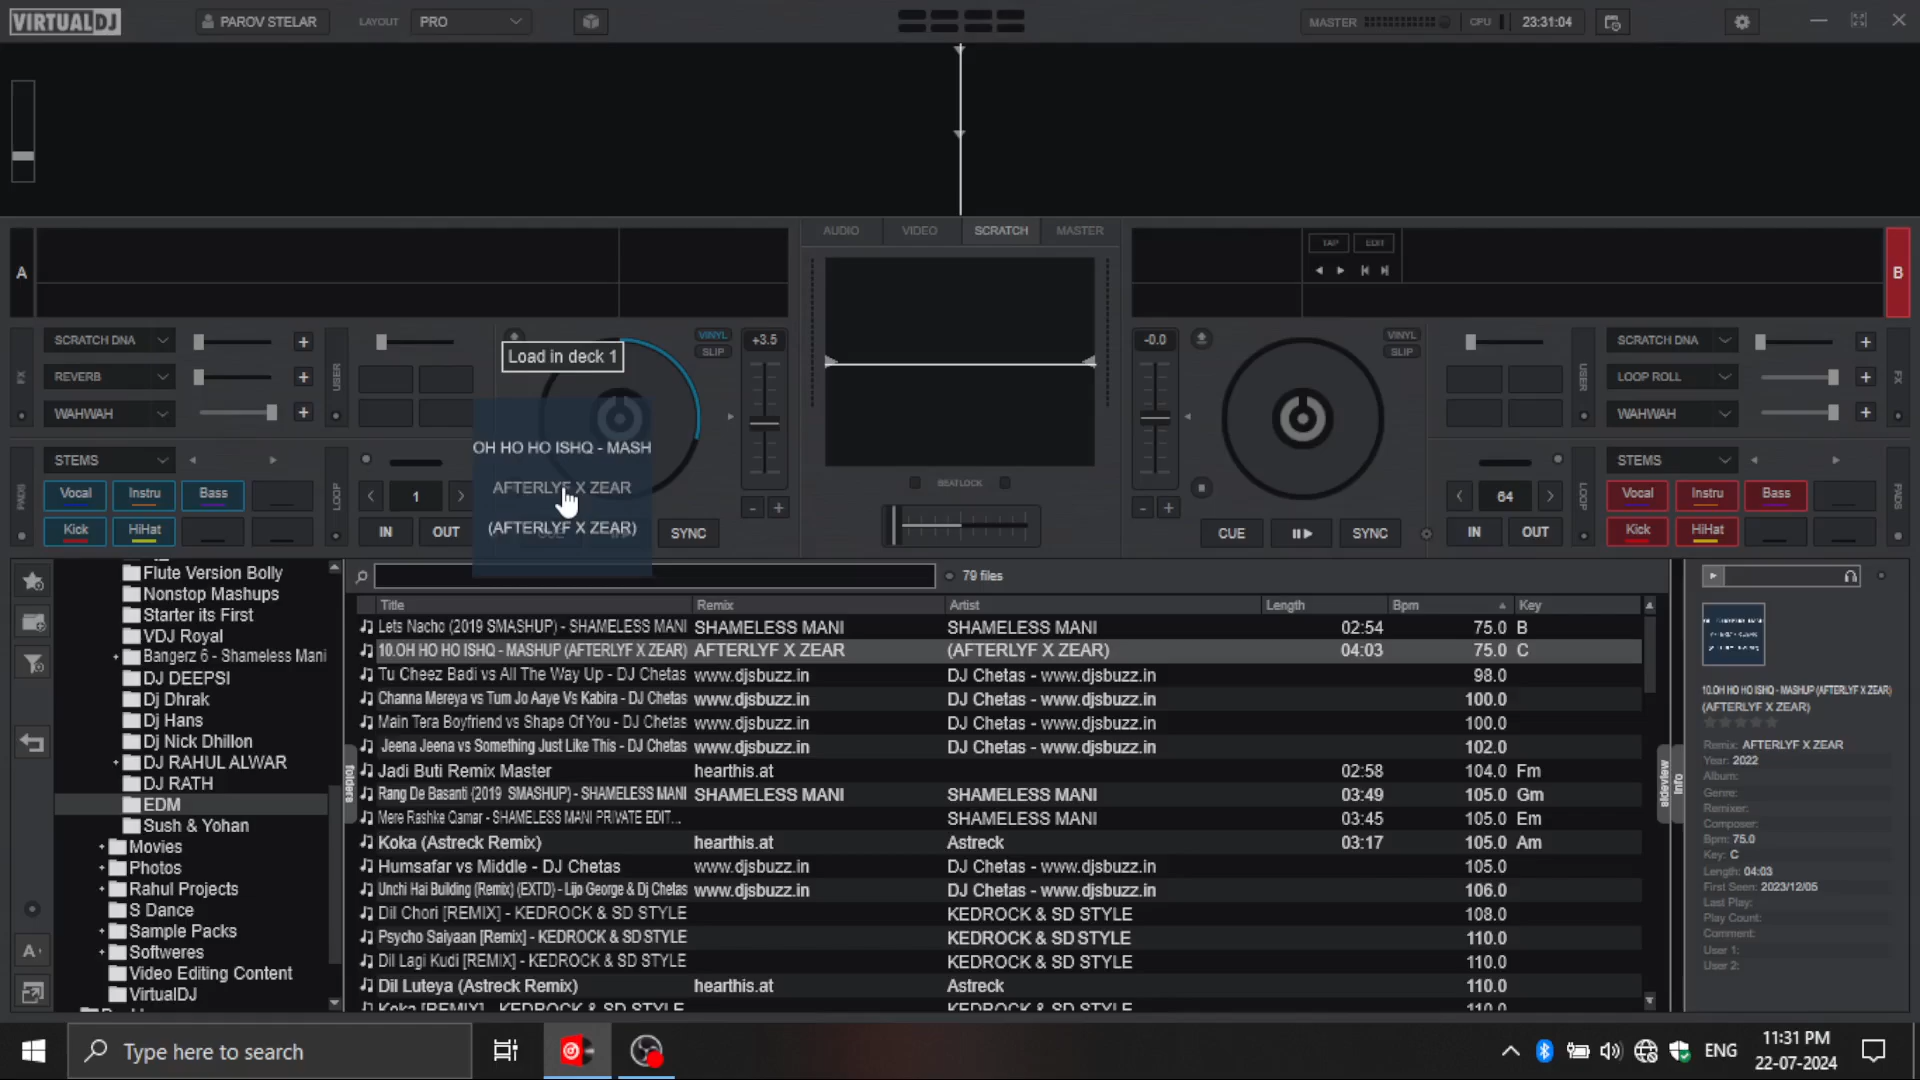 VIRTUALDJ
PAROV STELAR
LAYOUT
PRO
MASTER
CPU
23:31:04
A
AUDIO
VIDEO
SCRATCH
MASTER
TAP
EDIT
B
SCRATCH DNA
REVERB
WAHWAH
FX
USER
Load in deck 1
VINYL
SLIP
+3.5
-0.0
VINYL
SLIP
USER
SCRATCH DNA
LOOP ROLL
WAHWAH
FX
PADS
STEMS
Vocal
Instru
Bass
Kick
HiHat
LOOP
1
IN
OUT
OH HO HO ISHQ - MASH
AFTERLYF X ZEAR
(AFTERLYF X ZEAR)
SYNC
BEATLOCK
CUE
SYNC
64
IN
OUT
LOOP
STEMS
Vocal
Instru
Bass
Kick
HiHat
PADS
Flute Version Bolly
Nonstop Mashups
Starter its First
VDJ Royal
Bangerz 6 - Shameless Mani
DJ DEEPSI
Dj Dhrak
Dj Hans
Dj Nick Dhillon
DJ RAHUL ALWAR
DJ RATH
EDM
Sush & Yohan
Movies
Photos
Rahul Projects
S Dance
Sample Packs
Softweres
Video Editing Content
VirtualDJ
folders
79 files
Title Remix Artist Length Bpm Key
Lets Nacho (2019 SMASHUP) - SHAMELESS MANI SHAMELESS MANI SHAMELESS MANI 02:54 75.0 B
10.OH HO HO ISHQ - MASHUP (AFTERLYF X ZEAR) AFTERLYF X ZEAR (AFTERLYF X ZEAR) 04:03 75.0 C
Tu Cheez Badi vs All The Way Up - DJ Chetas www.djsbuzz.in DJ Chetas - www.djsbuzz.in 98.0
Channa Mereya vs Tum Jo Aaye Vs Kabira - DJ Chetas www.djsbuzz.in DJ Chetas - www.djsbuzz.in 100.0
Main Tera Boyfriend vs Shape Of You - DJ Chetas www.djsbuzz.in DJ Chetas - www.djsbuzz.in 100.0
Jeena Jeena vs Something Just Like This - DJ Chetas www.djsbuzz.in DJ Chetas - www.djsbuzz.in 102.0
Jadi Buti Remix Master hearthis.at 02:58 104.0 Fm
Rang De Basanti (2019 SMASHUP) - SHAMELESS MANI SHAMELESS MANI SHAMELESS MANI 03:49 105.0 Gm
Mere Rashke Qamar - SHAMELESS MANI PRIVATE EDIT... SHAMELESS MANI 03:45 105.0 Em
Koka (Astreck Remix) hearthis.at Astreck 03:17 105.0 Am
Humsafar vs Middle - DJ Chetas www.djsbuzz.in DJ Chetas - www.djsbuzz.in 105.0
Unchi Hai Building (Remix) (EXTD) - Lijo George & Dj Chetas www.djsbuzz.in DJ Chetas - www.djsbuzz.in 106.0
Dil Chori [REMIX] - KEDROCK & SD STYLE KEDROCK & SD STYLE 108.0
Psycho Saiyaan [Remix] - KEDROCK & SD STYLE KEDROCK & SD STYLE 110.0
Dil Lagi Kudi [REMIX] - KEDROCK & SD STYLE KEDROCK & SD STYLE 110.0
Dil Luteya (Astreck Remix) hearthis.at Astreck 110.0
Koka [REMIX] - KEDROCK & SD STYLE KEDROCK & SD STYLE 110.0
sideview
info
10.OH HO HO ISHQ - MASHUP (AFTERLYF X ZEAR)
(AFTERLYF X ZEAR)
Remix: AFTERLYF X ZEAR
Year: 2022
Album:
Genre:
Remixer:
Composer:
Bpm: 75.0
Key: C
Length: 04:03
First Seen: 2023/12/05
Last Play:
Play Count:
Comment:
User 1:
User 2:
Type here to search
ENG
11:31 PM
22-07-2024